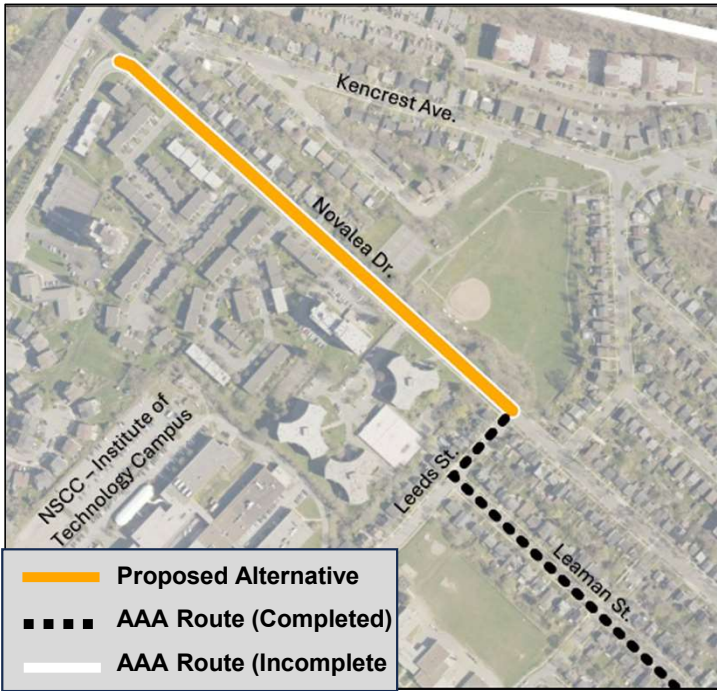 Kencrest Ave.
Novalea Dr.
NSCC – Institute of
Technology Campus
Leeds St.
Leaman St.
Proposed Alternative
AAA Route (Completed)
AAA Route (Incomplete